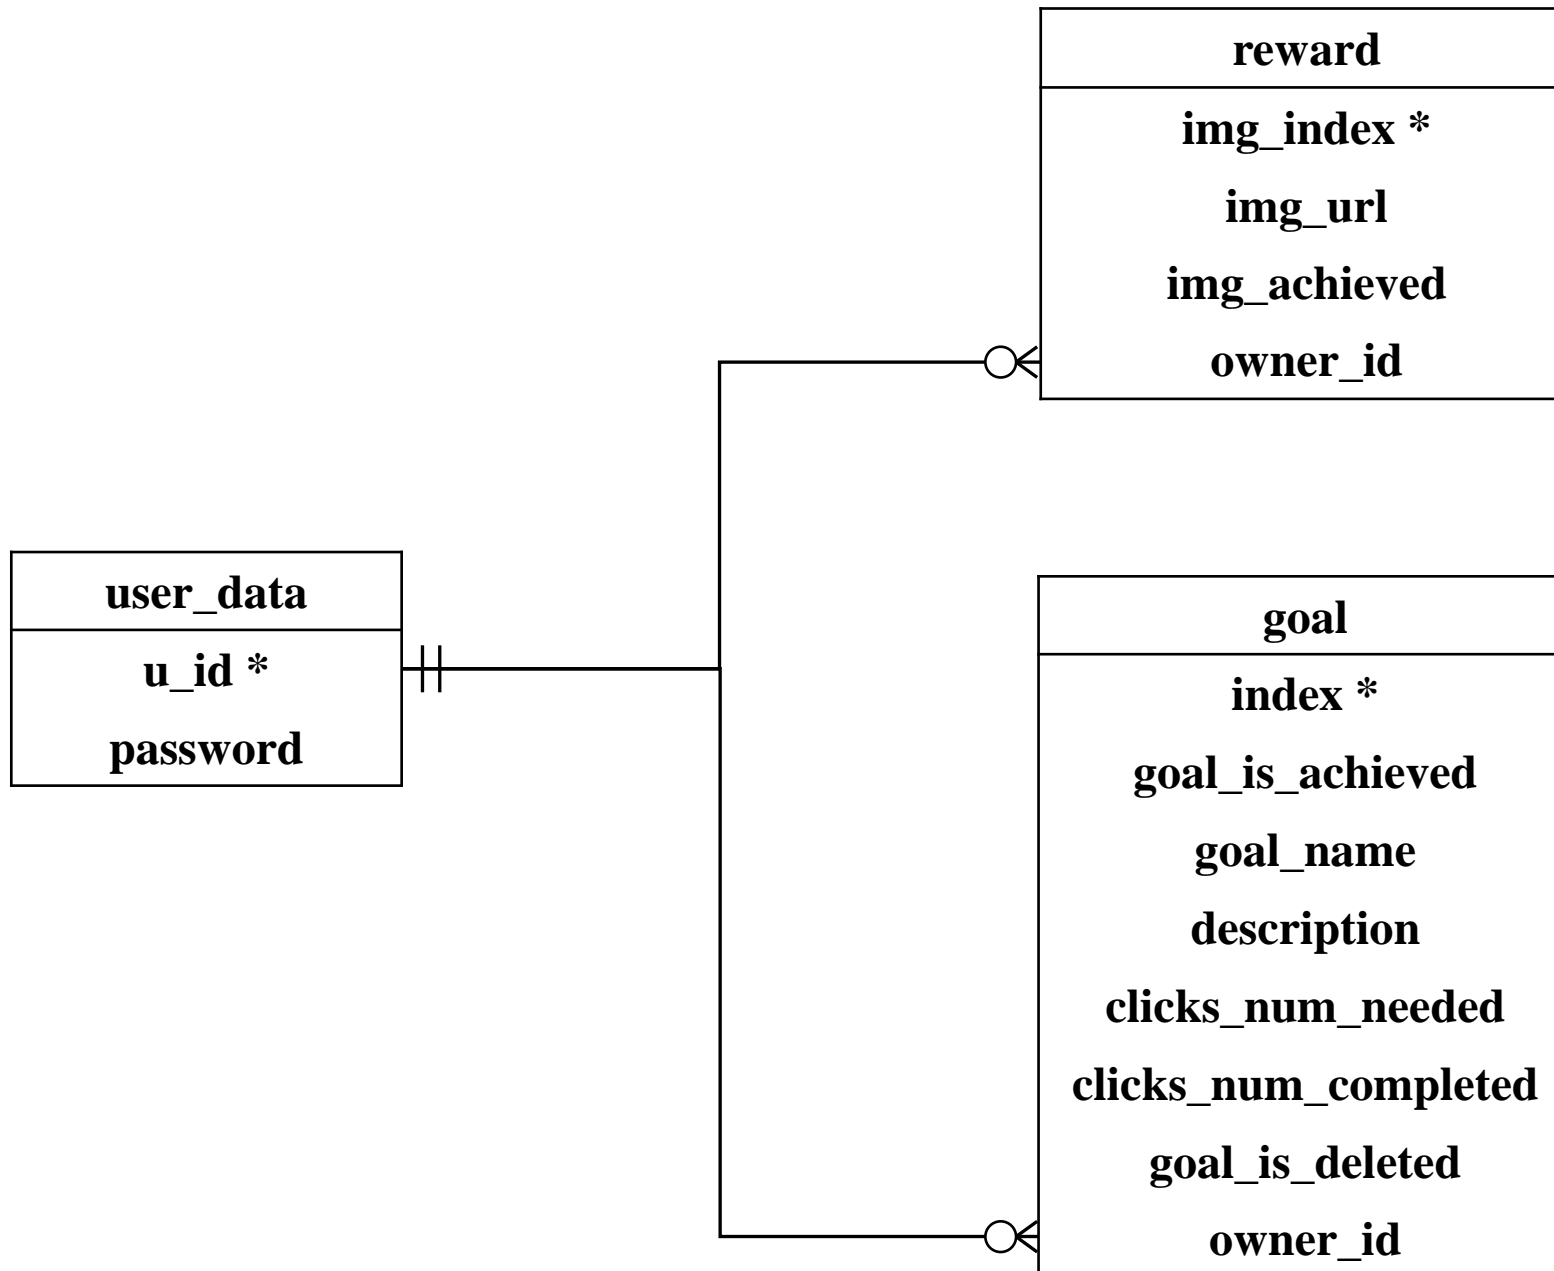 reward
img_index *
img_url
img_achieved
owner_id
user_data
u_id *
password
goal
index *
goal_is_achieved
goal_name
description
clicks_num_needed
clicks_num_completed
goal_is_deleted
owner_id